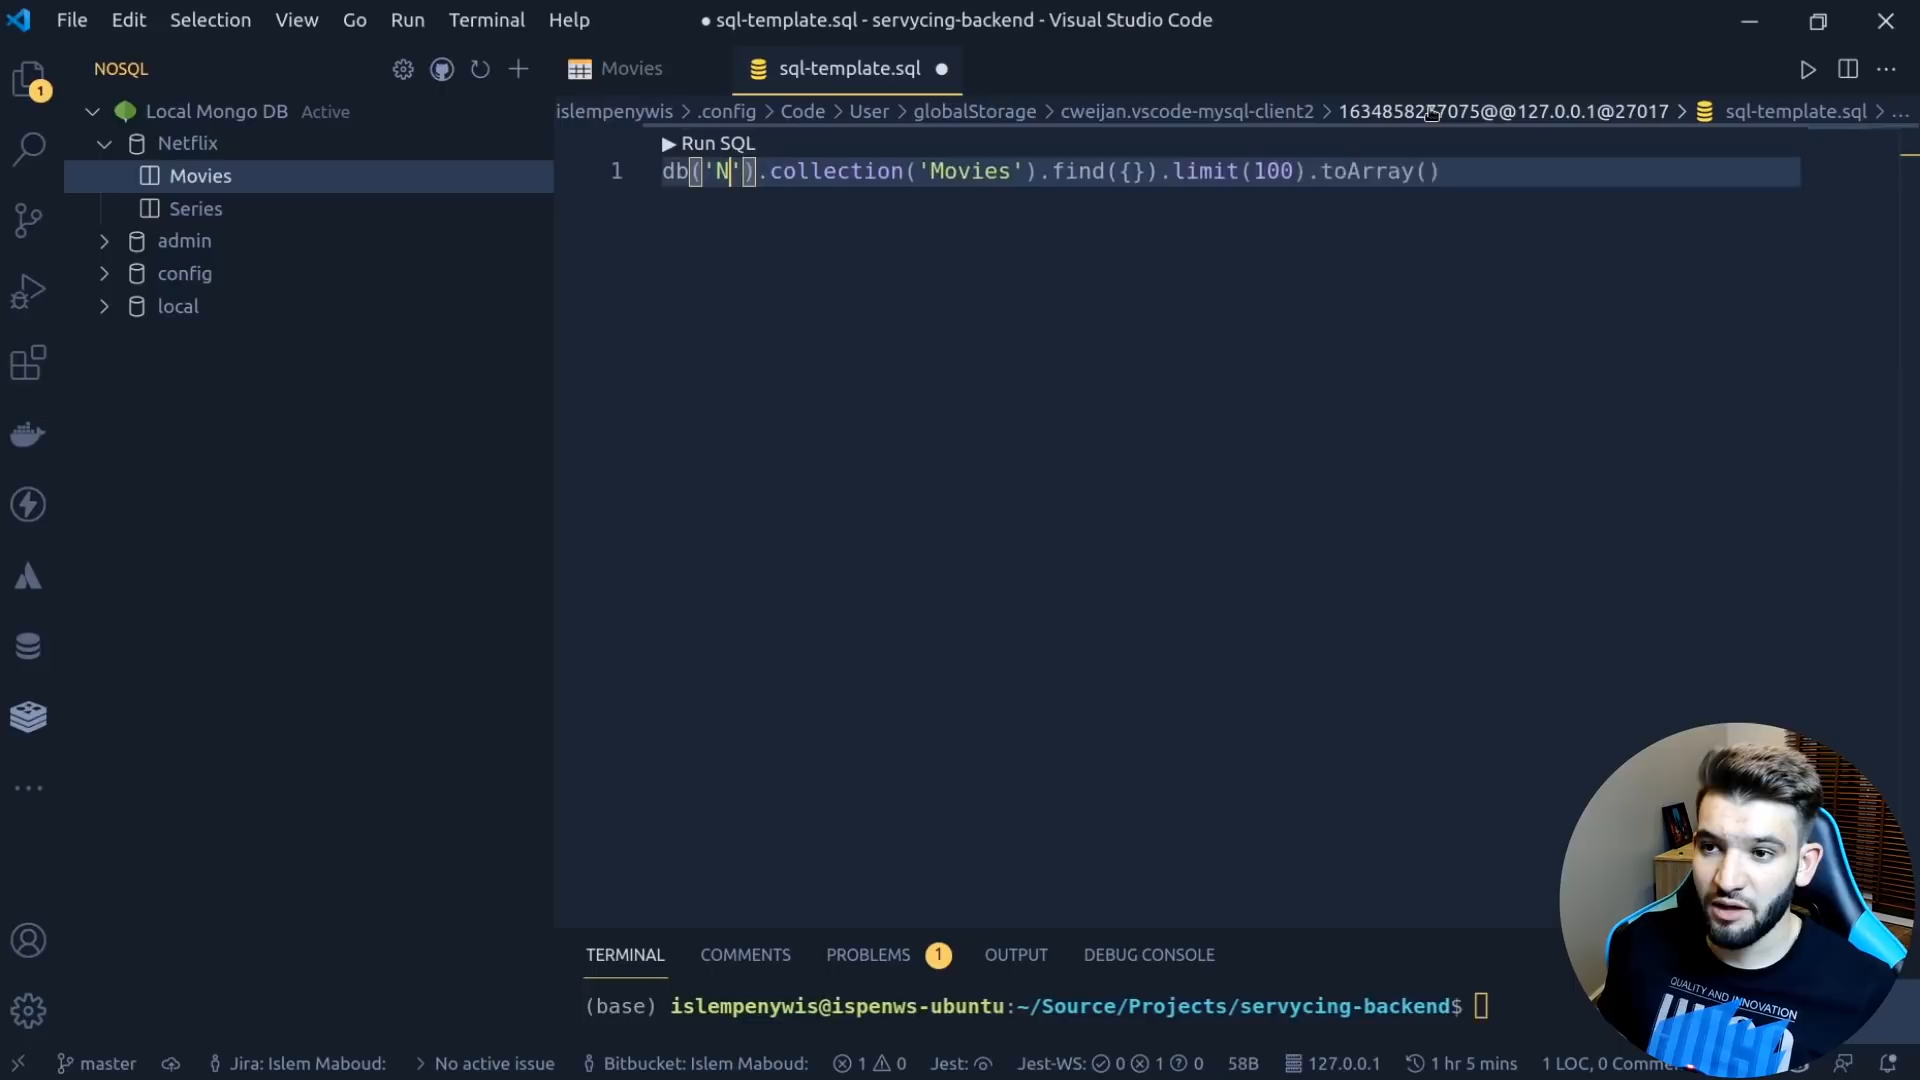 File Edit Selection View Go Run Terminal Help
● sql-template.sql - servycing-backend - Visual Studio Code
NOSQL
Movies
sql-template.sql
1
Local Mongo DB Active
Netflix
Movies
Series
admin
config
local
islempenywis > .config > Code > User > globalStorage > cweijan.vscode-mysql-client2 > 1634858277075@@127.0.0.1@27017 > sql-template.sql > ...
▶ Run SQL
1 db('N').collection('Movies').find({}).limit(100).toArray()
TERMINAL COMMENTS PROBLEMS 1 OUTPUT DEBUG CONSOLE
(base) islempenywis@ispenws-ubuntu:~/Source/Projects/servycing-backend$
QUALITY AND INNOVATION
master Jira: Islem Maboud: > No active issue Bitbucket: Islem Maboud: 1 0 Jest: Jest-WS: 0 1 0 58B 127.0.0.1 1 hr 5 mins 1 LOC, 0